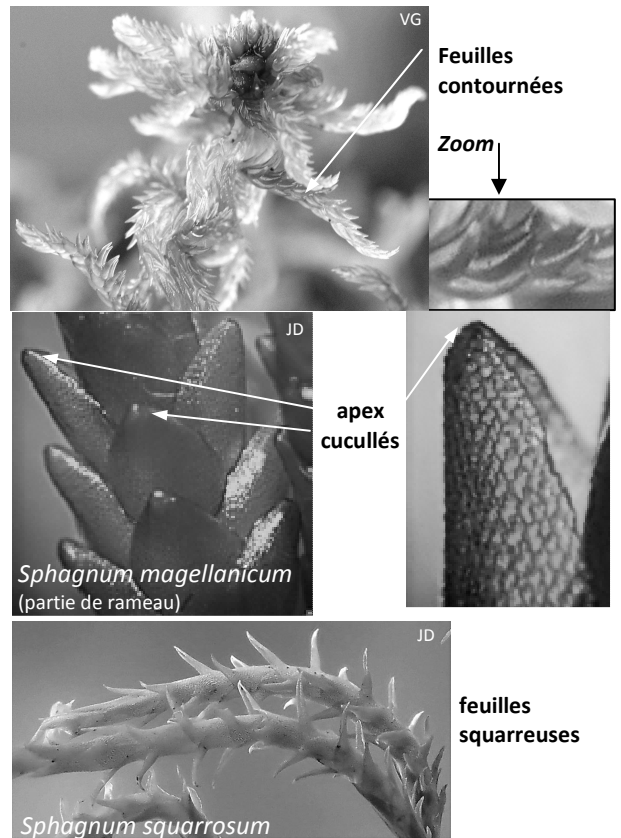 VG
Feuilles
contournées
Zoom
JD
apex
cucullés
Sphagnum magellanicum
(partie de rameau)
JD
feuilles
squarreuses
Sphagnum squarrosum